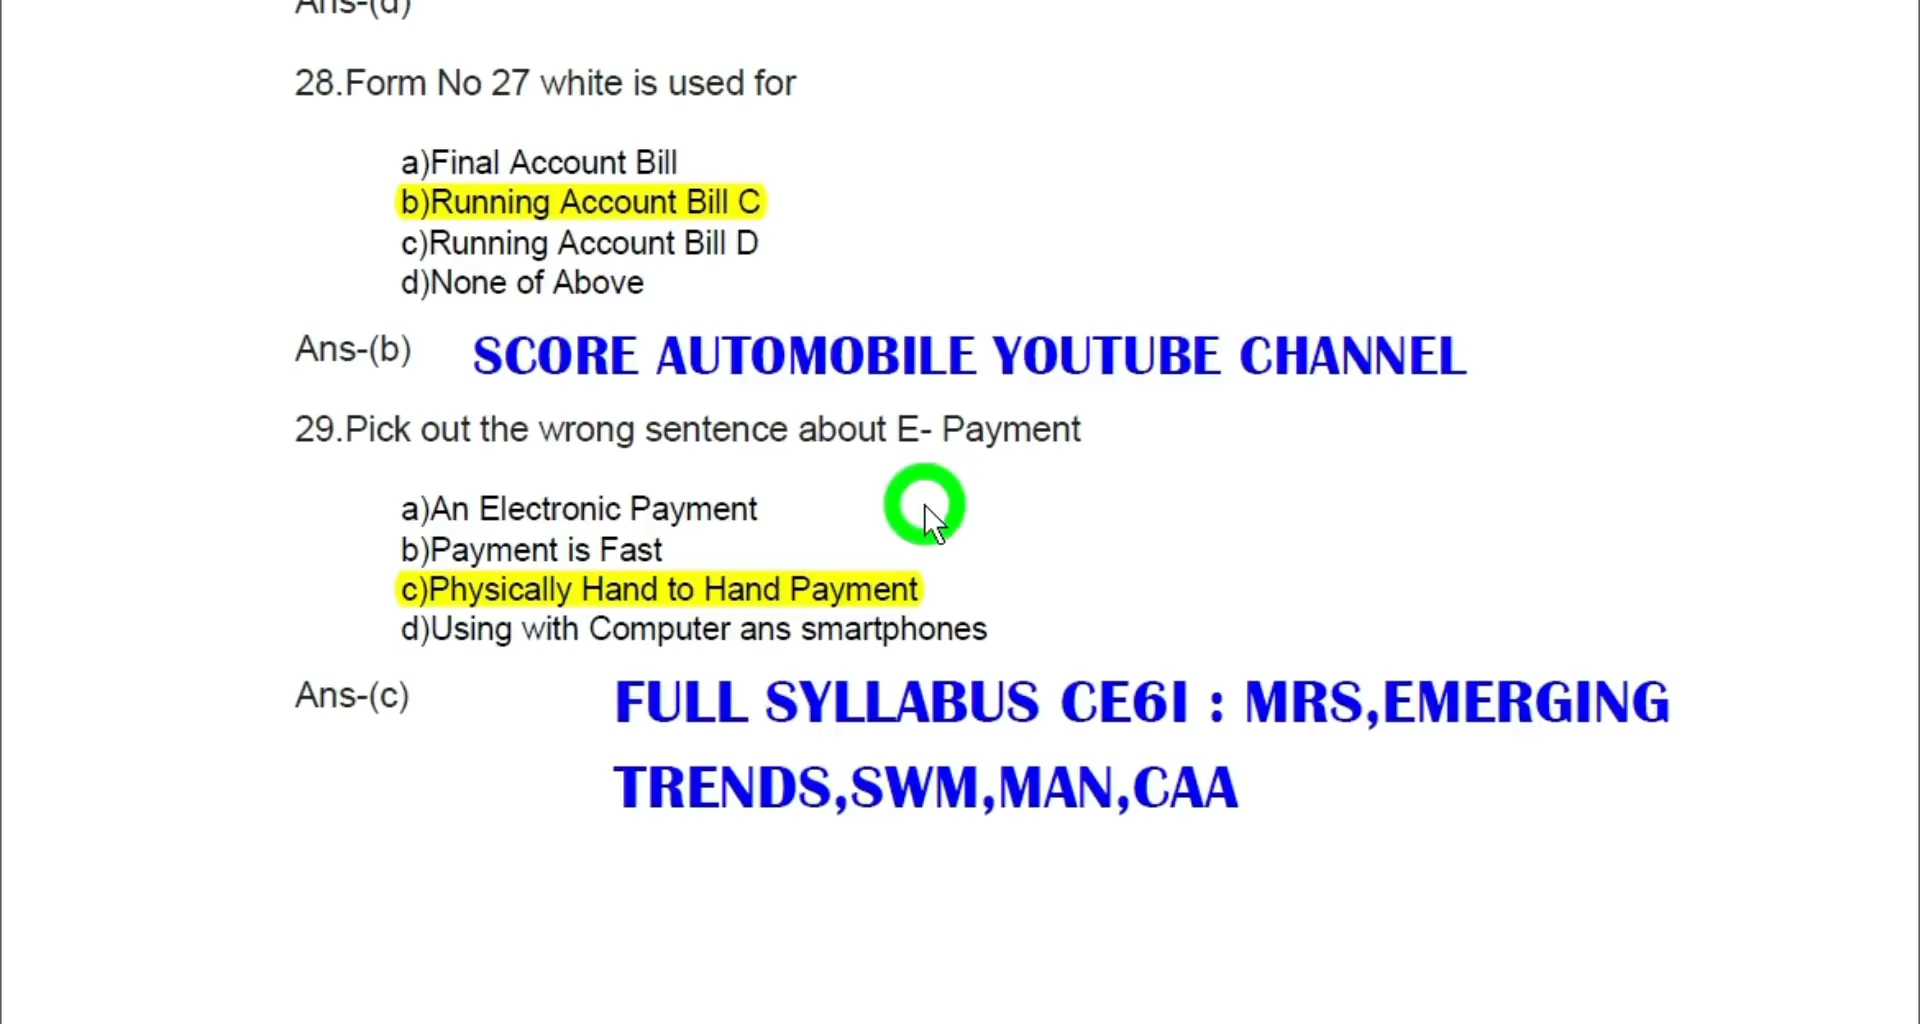 Ans-(d)
28.Form No 27 white is used for
a)Final Account Bill
b)Running Account Bill C
c)Running Account Bill D
d)None of Above
Ans-(b)
SCORE AUTOMOBILE YOUTUBE CHANNEL
29.Pick out the wrong sentence about E- Payment
a)An Electronic Payment
b)Payment is Fast
c)Physically Hand to Hand Payment
d)Using with Computer ans smartphones
Ans-(c)
FULL SYLLABUS CE6I : MRS,EMERGING
TRENDS,SWM,MAN,CAA